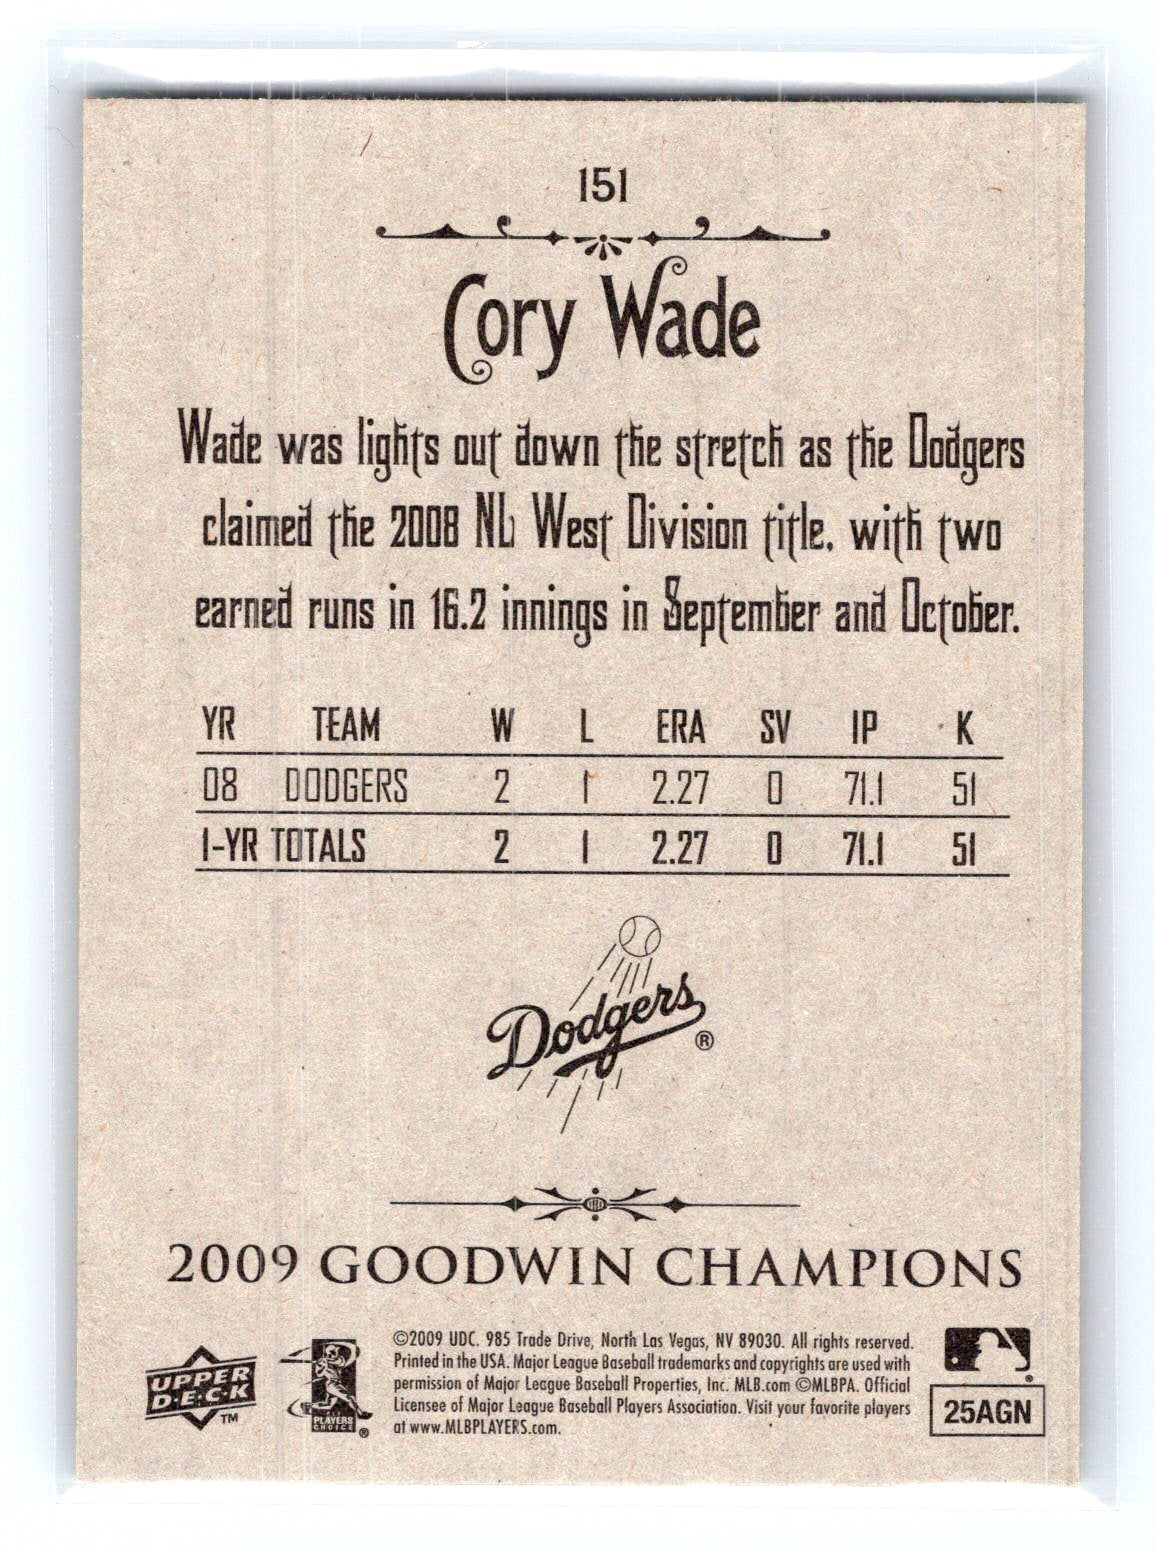 151
Cory Wade
Wade was lights out down the stretch as the Dodgers
claimed the 2008 NL West Division title, with two
earned runs in 16.2 innings in September and October.
YR TEAM W L ERA SV IP K
08 DODGERS 2 1 2.27 0 71.1 51
1-YR TOTALS 2 1 2.27 0 71.1 51
Dodgers ®
2009 GOODWIN CHAMPIONS
UPPER
D·E·C·K
TM
PLAYERS
CHOICE
®
©2009 UDC. 985 Trade Drive, North Las Vegas, NV 89030. All rights reserved.
Printed in the USA. Major League Baseball trademarks and copyrights are used with
permission of Major League Baseball Properties, Inc. MLB.com ©MLBPA. Official
Licensee of Major League Baseball Players Association. Visit your favorite players
at www.MLBPLAYERS.com.
®
25AGN